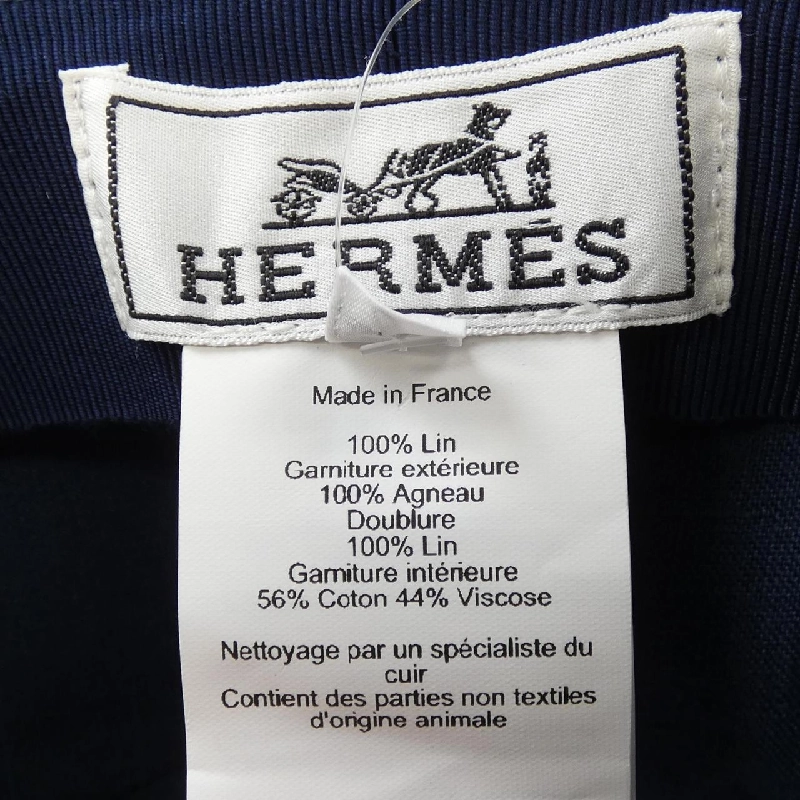 HERMÈS
Made in France
100% Lin
Garniture extérieure
100% Agneau
Doublure
100% Lin
Garniture intérieure
56% Coton 44% Viscose
Nettoyage par un spécialiste du
cuir
Contient des parties non textiles
d'origine animale